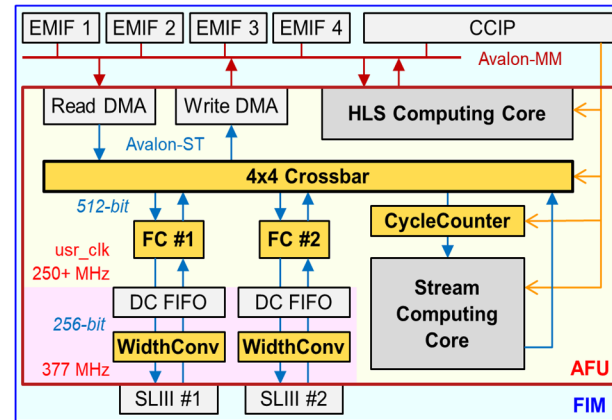 EMIF 1 EMIF 2 EMIF 3 EMIF 4 CCIP
Avalon-MM
Read DMA Write DMA HLS Computing Core
Avalon-ST
4x4 Crossbar
512-bit
FC #1 FC #2 CycleCounter
usr_clk
250+ MHz
DC FIFO DC FIFO Stream
Computing
Core
256-bit
WidthConv WidthConv
377 MHz AFU
SLIII #1 SLIII #2 FIM